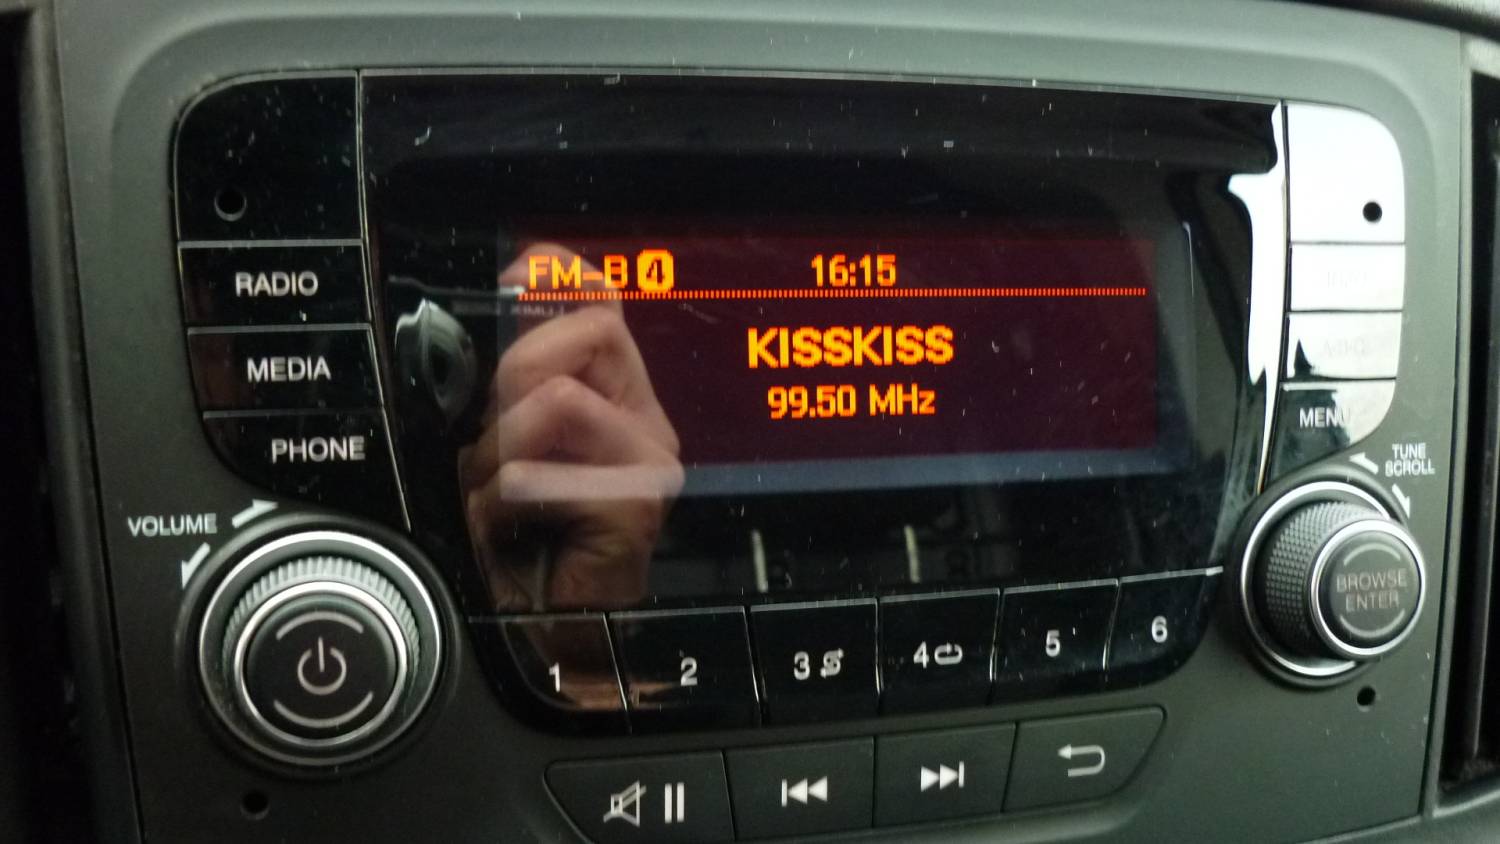 RADIO
MEDIA
PHONE
VOLUME
FM-B 4 16:15
KISSKISS
99.50 MHz
MENU
TUNE
SCROLL
BROWSE
ENTER
1 2 3 4 5 6